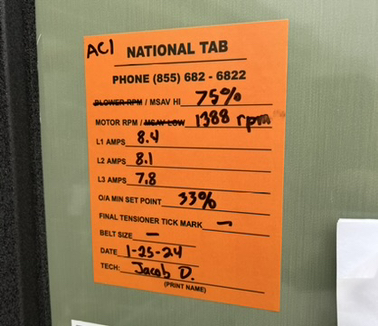 AC1 NATIONAL TAB
PHONE (855) 682 - 6822
BLOWER RPM / MSAV HI 75%
MOTOR RPM / MSAV LOW 1388 rpm
L1 AMPS 8.4
L2 AMPS 8.1
L3 AMPS 7.8
O/A MIN SET POINT 33%
FINAL TENSIONER TICK MARK —
BELT SIZE —
DATE 1-25-24
TECH: Jacob D.
(PRINT NAME)